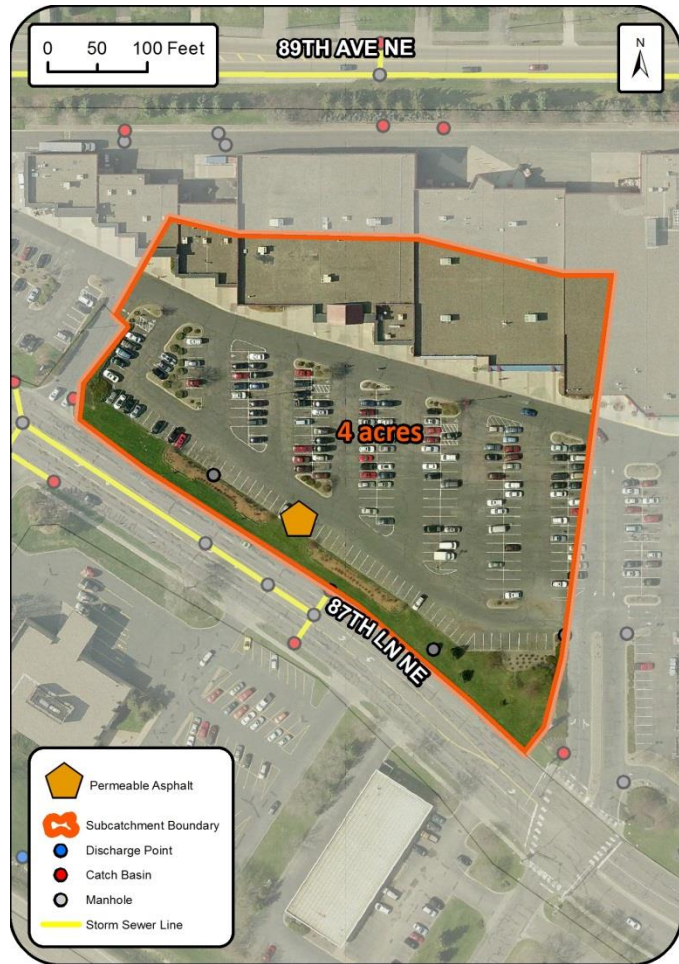 0 50 100 Feet
89TH AVE NE
N
4 acres
87TH LN NE
Permeable Asphalt
Subcatchment Boundary
Discharge Point
Catch Basin
Manhole
Storm Sewer Line